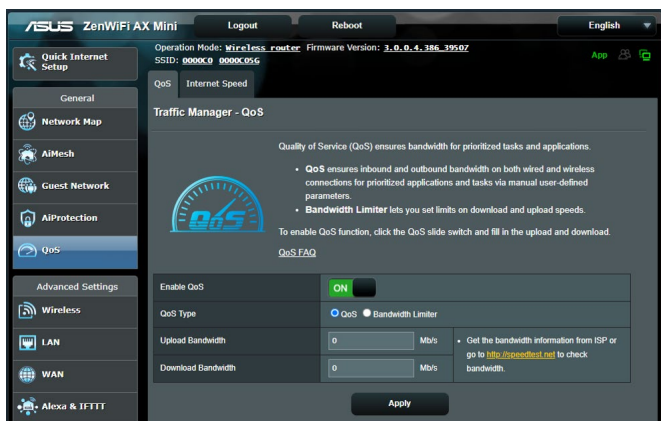 ASUS ZenWiFi AX Mini Logout Reboot English
Operation Mode: Wireless router Firmware Version: 3.0.0.4.386_39507
SSID: 0000C0 0000C05G
App
Quick Internet
Setup
General
Network Map
AiMesh
Guest Network
AiProtection
QoS
Advanced Settings
Wireless
LAN
WAN
Alexa & IFTTT
QoS Internet Speed
Traffic Manager - QoS
Quality of Service (QoS) ensures bandwidth for prioritized tasks and applications.
• QoS ensures inbound and outbound bandwidth on both wired and wireless
connections for prioritized applications and tasks via manual user-defined
parameters.
• Bandwidth Limiter lets you set limits on download and upload speeds.
To enable QoS function, click the QoS slide switch and fill in the upload and download.
QoS FAQ
QoS
Enable QoS ON
QoS Type QoS Bandwidth Limiter
Upload Bandwidth 0 Mb/s
Download Bandwidth 0 Mb/s
• Get the bandwidth information from ISP or
go to http://speedtest.net to check
bandwidth.
Apply